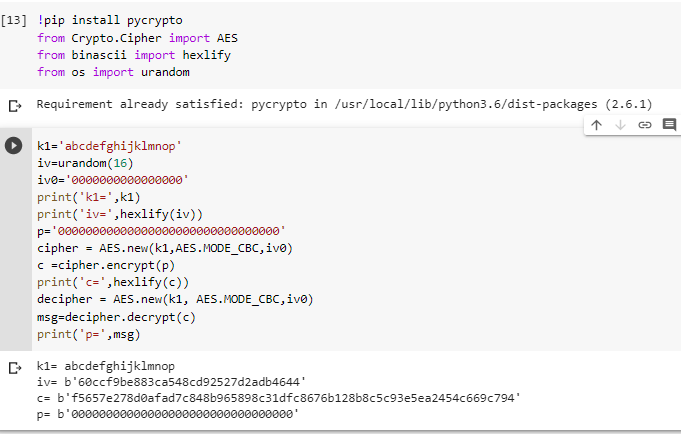 [13] !pip install pycrypto
from Crypto.Cipher import AES
from binascii import hexlify
from os import urandom
Requirement already satisfied: pycrypto in /usr/local/lib/python3.6/dist-packages (2.6.1)
k1='abcdefghijklmnop'
iv=urandom(16)
iv0='0000000000000000'
print('k1=',k1)
print('iv=',hexlify(iv))
p='00000000000000000000000000000000'
cipher = AES.new(k1,AES.MODE_CBC,iv0)
c =cipher.encrypt(p)
print('c=',hexlify(c))
decipher = AES.new(k1, AES.MODE_CBC,iv0)
msg=decipher.decrypt(c)
print('p=',msg)
k1= abcdefghijklmnop
iv= b'60ccf9be883ca548cd92527d2adb4644'
c= b'f5657e278d0afad7c848b965898c31dfc8676b128b8c5c93e5ea2454c669c794'
p= b'00000000000000000000000000000000'